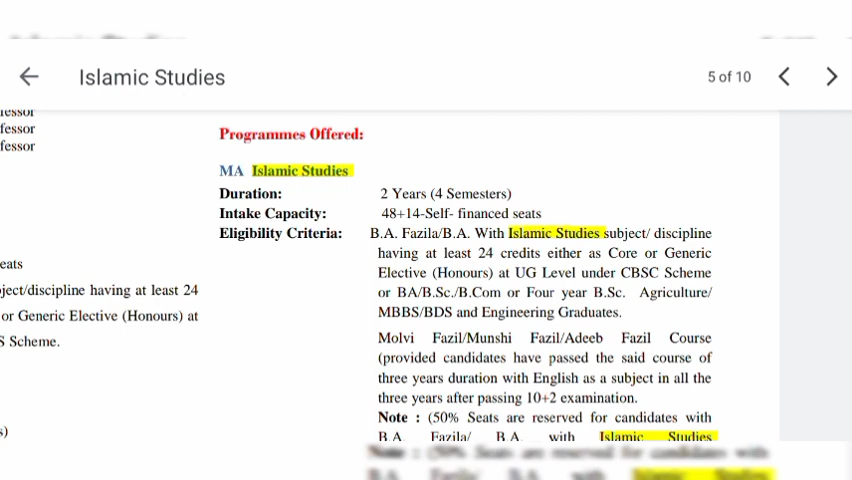 Islamic Studies
5 of 10
fessor
fessor
eats
ject/discipline having at least 24
or Generic Elective (Honours) at
S Scheme.
s)
Programmes Offered:
MA Islamic Studies
Duration: 2 Years (4 Semesters)
Intake Capacity: 48+14-Self- financed seats
Eligibility Criteria: B.A. Fazila/B.A. With Islamic Studies subject/ discipline
having at least 24 credits either as Core or Generic
Elective (Honours) at UG Level under CBSC Scheme
or BA/B.Sc./B.Com or Four year B.Sc. Agriculture/
MBBS/BDS and Engineering Graduates.
Molvi Fazil/Munshi Fazil/Adeeb Fazil Course
(provided candidates have passed the said course of
three years duration with English as a subject in all the
three years after passing 10+2 examination.
Note : (50% Seats are reserved for candidates with
B.A. Fazila/ B.A. with Islamic Studies